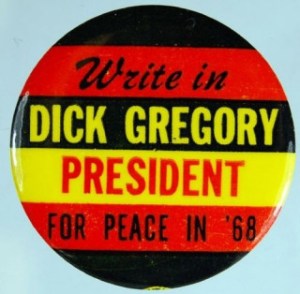 Write in
DICK GREGORY
PRESIDENT
FOR PEACE IN '68